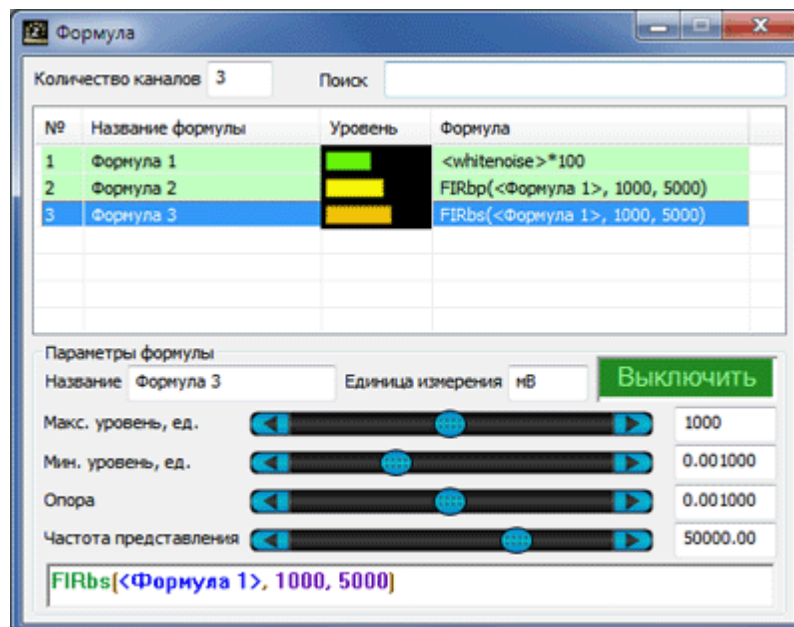 Формула
Количество каналов 3 Поиск
№ Название формулы Уровень Формула
1 Формула 1 <whitenoise>*100
2 Формула 2 FIRbp(<Формула 1>, 1000, 5000)
3 Формула 3 FIRbs(<Формула 1>, 1000, 5000)
Параметры формулы
Название Формула 3 Единица измерения мВ Выключить
Макс. уровень, ед. 1000
Мин. уровень, ед. 0.001000
Опора 0.001000
Частота представления 50000.00
FIRbs(<Формула 1>, 1000, 5000)